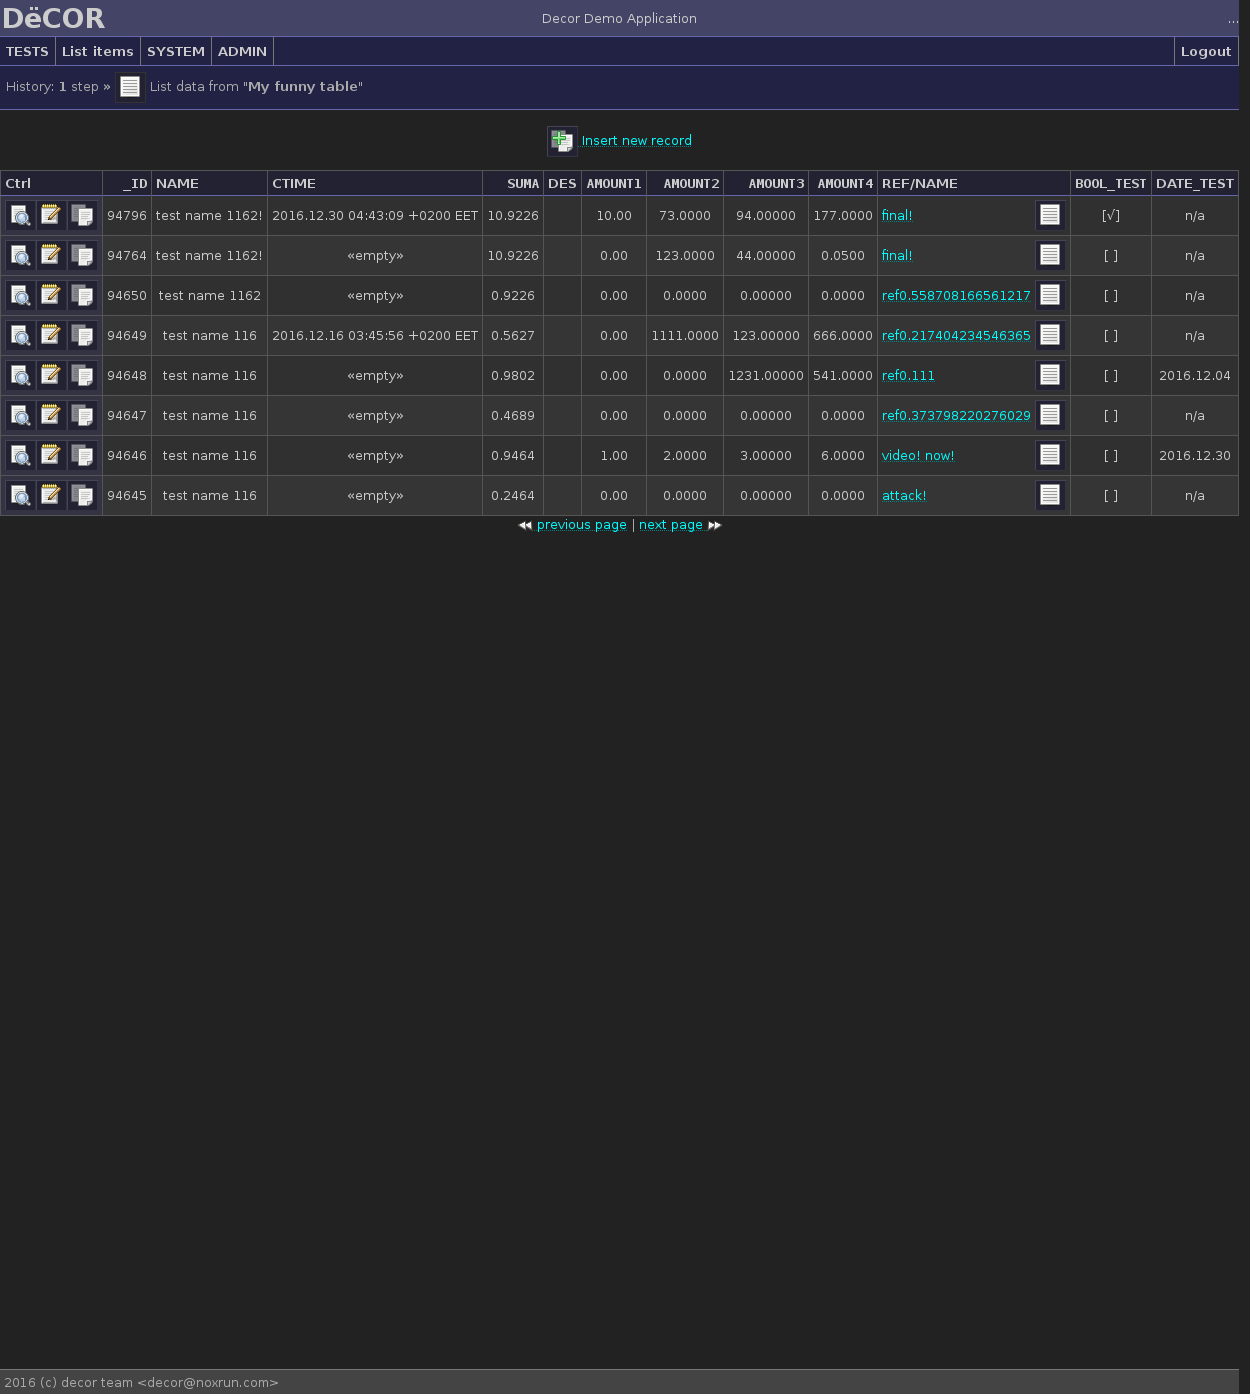 DëCOR Decor Demo Application ...
TESTS List items SYSTEM ADMIN Logout
History: 1 step » List data from "My funny table"
Insert new record
Ctrl _ID NAME CTIME SUMA DES AMOUNT1 AMOUNT2 AMOUNT3 AMOUNT4 REF/NAME BOOL_TEST DATE_TEST
94796 test name 1162! 2016.12.30 04:43:09 +0200 EET 10.9226 10.00 73.0000 94.00000 177.0000 final! [√] n/a
94764 test name 1162! «empty» 10.9226 0.00 123.0000 44.00000 0.0500 final! [ ] n/a
94650 test name 1162 «empty» 0.9226 0.00 0.0000 0.00000 0.0000 ref0.558708166561217 [ ] n/a
94649 test name 116 2016.12.16 03:45:56 +0200 EET 0.5627 0.00 1111.0000 123.00000 666.0000 ref0.217404234546365 [ ] n/a
94648 test name 116 «empty» 0.9802 0.00 0.0000 1231.00000 541.0000 ref0.111 [ ] 2016.12.04
94647 test name 116 «empty» 0.4689 0.00 0.0000 0.00000 0.0000 ref0.373798220276029 [ ] n/a
94646 test name 116 «empty» 0.9464 1.00 2.0000 3.00000 6.0000 video! now! [ ] 2016.12.30
94645 test name 116 «empty» 0.2464 0.00 0.0000 0.00000 0.0000 attack! [ ] n/a
previous page | next page
2016 (c) decor team <decor@noxrun.com>